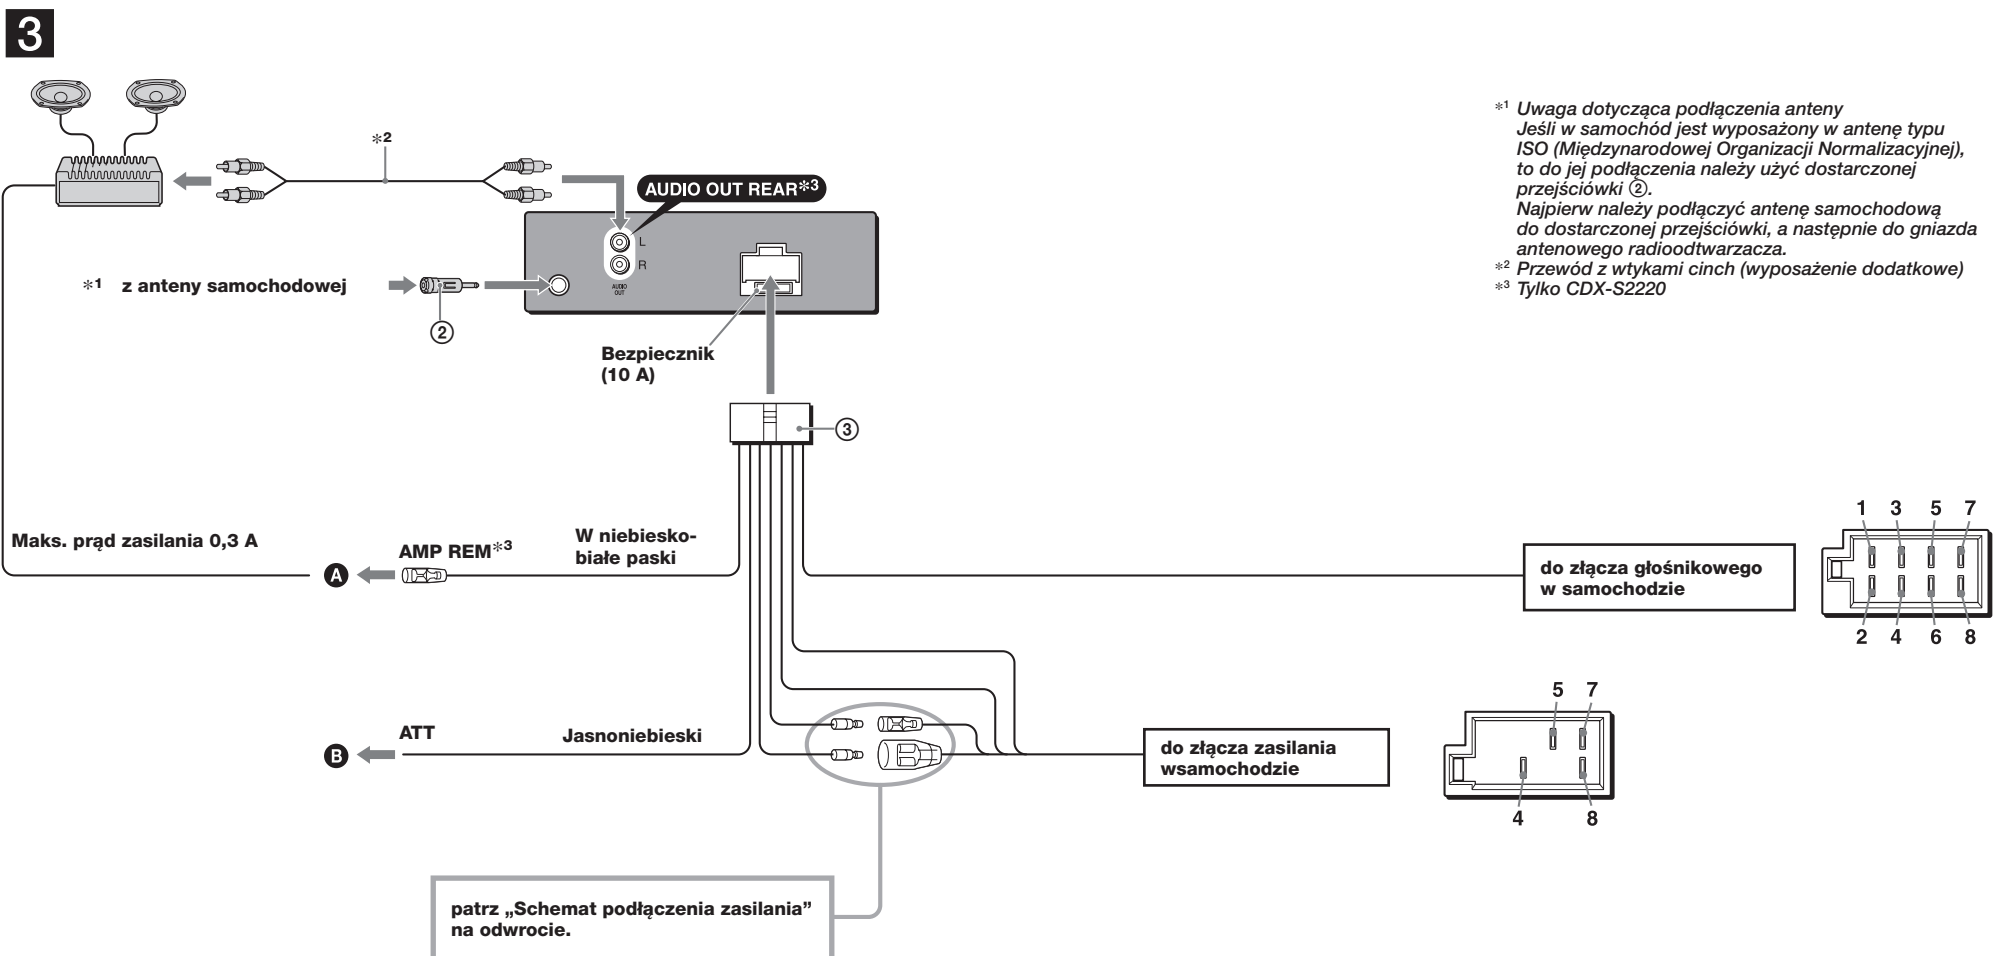 3
*2
AUDIO OUT REAR*3
L
R
AUDIO
OUT
*1 z anteny samochodowej
②
Bezpiecznik
(10 A)
③
*1 Uwaga dotycząca podłączenia anteny
Jeśli w samochód jest wyposażony w antenę typu
ISO (Międzynarodowej Organizacji Normalizacyjnej),
to do jej podłączenia należy użyć dostarczonej
przejściówki ②.
Najpierw należy podłączyć antenę samochodową
do dostarczonej przejściówki, a następnie do gniazda
antenowego radioodtwarzacza.
*2 Przewód z wtykami cinch (wyposażenie dodatkowe)
*3 Tylko CDX-S2220
Maks. prąd zasilania 0,3 A
A
AMP REM*3
W niebiesko-
białe paski
do złącza głośnikowego
w samochodzie
1 3 5 7
2 4 6 8
B
ATT
Jasnoniebieski
do złącza zasilania
wsamochodzie
5 7
4 8
patrz „Schemat podłączenia zasilania”
na odwrocie.